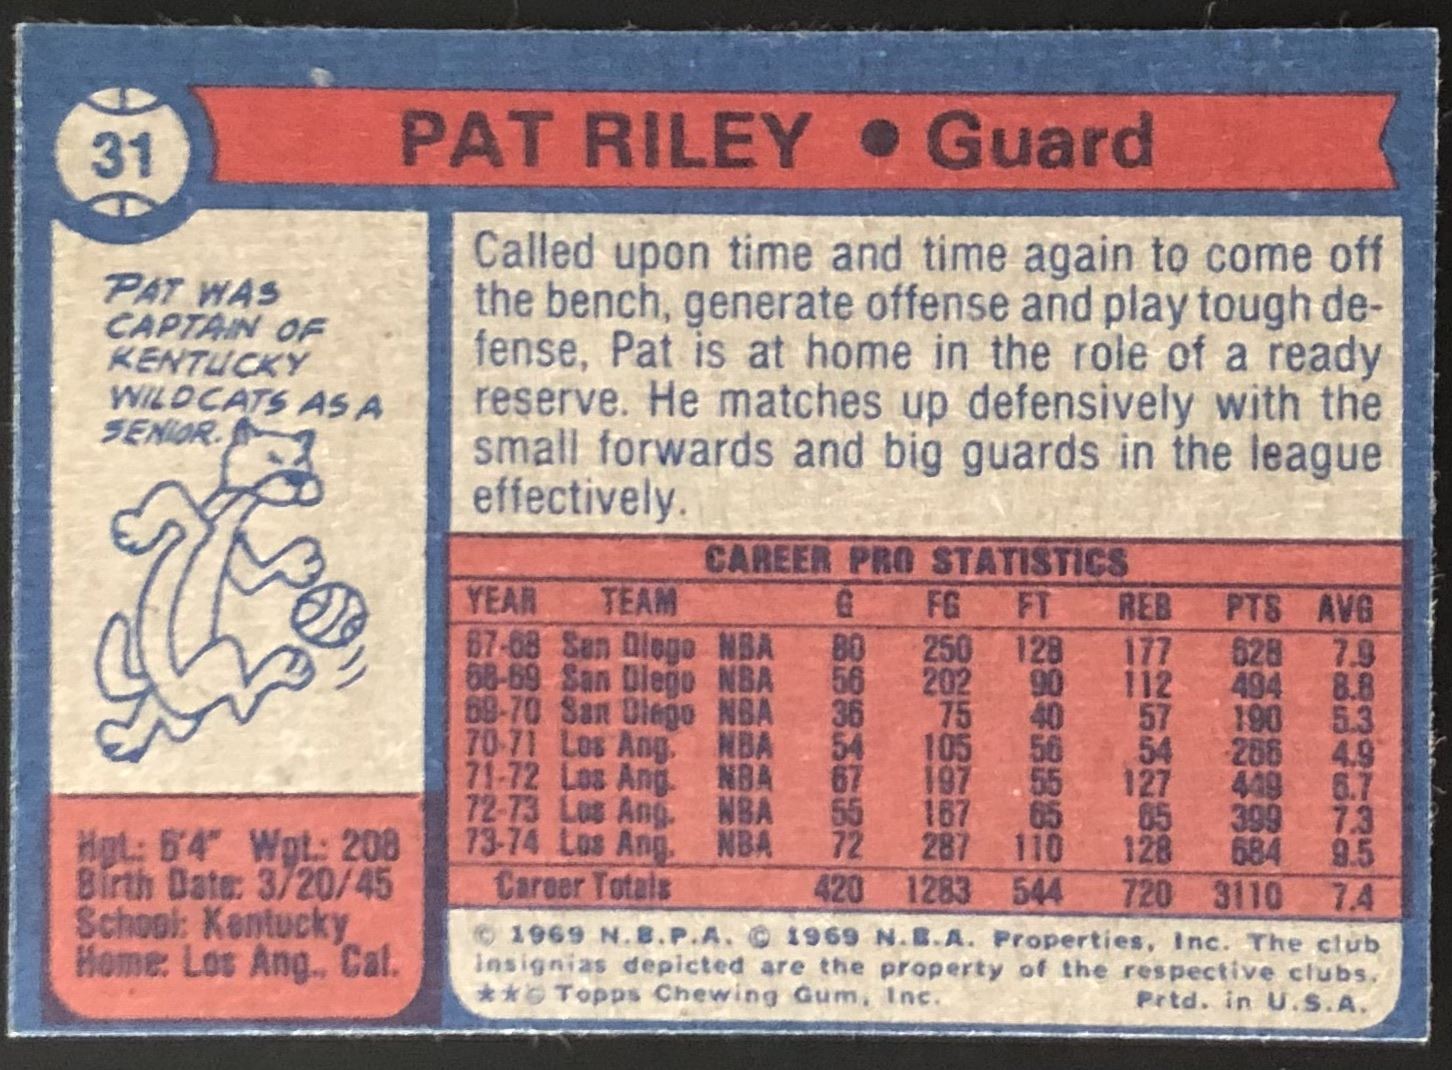 31
PAT RILEY • Guard
PAT WAS
CAPTAIN OF
KENTUCKY
WILDCATS AS A
SENIOR.
Called upon time and time again to come off
the bench, generate offense and play tough de-
fense, Pat is at home in the role of a ready
reserve. He matches up defensively with the
small forwards and big guards in the league
effectively.
CAREER PRO STATISTICS
YEAR TEAM G FG FT REB PTS AVG
67-68 San Diego NBA 80 250 128 177 628 7.9
68-69 San Diego NBA 56 202 90 112 494 8.8
69-70 San Diego NBA 36 75 40 57 190 5.3
70-71 Los Ang. NBA 54 105 56 54 266 4.9
71-72 Los Ang. NBA 67 197 55 127 449 6.7
72-73 Los Ang. NBA 55 167 65 65 399 7.3
73-74 Los Ang. NBA 72 287 110 128 684 9.5
Career Totals 420 1283 544 720 3110 7.4
Hgt.: 6'4" Wgt.: 208
Birth Date: 3/20/45
School: Kentucky
Home: Los Ang., Cal.
© 1969 N.B.P.A. © 1969 N.B.A. Properties, Inc. The club
insignias depicted are the property of the respective clubs.
★★© Topps Chewing Gum, Inc. Prtd. in U.S.A.